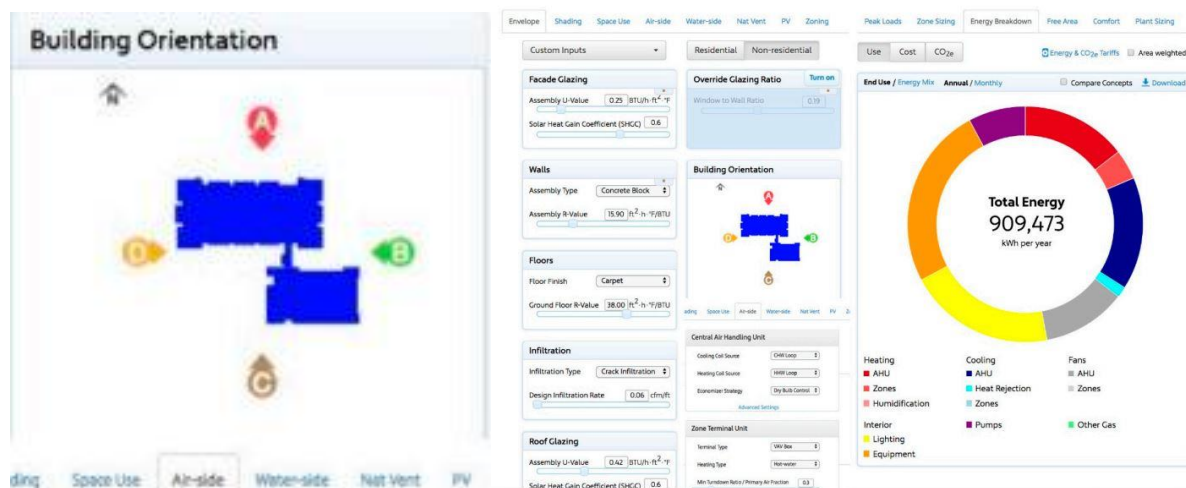 Building Orientation
N
A
D
B
C
Space Use Air-side Water-side Nat Vent PV
Envelope Shading Space Use Air-side Water-side Nat Vent PV Zoning
Custom Inputs
Residential Non-residential
Facade Glazing
Assembly U-Value 0.25 BTU/h·ft²·°F
Solar Heat Gain Coefficient (SHGC) 0.6
Override Glazing Ratio Turn on
Window to Wall Ratio 0.19
Walls
Assembly Type Concrete Block
Assembly R-Value 15.90 ft²·h·°F/BTU
Building Orientation
A
D
B
C
Floors
Floor Finish Carpet
Ground Floor R-Value 38.00 ft²·h·°F/BTU
Infiltration
Infiltration Type Crack Infiltration
Design Infiltration Rate 0.06 cfm/ft
Roof Glazing
Assembly U-Value 0.42 BTU/h·ft²·°F
Solar Heat Gain Coefficient (SHGC) 0.6
ading Space Use Air-side Water-side Nat Vent PV
Central Air Handling Unit
Cooling Coil Source CHW Loop
Heating Coil Source HHW Loop
Economizer Strategy Dry Bulb Control
Advanced Settings
Zone Terminal Unit
Terminal Type VAV Box
Heating Type Hot-water
Min Turndown Ratio / Primary Air Fraction 0.3
Peak Loads Zone Sizing Energy Breakdown Free Area Comfort Plant Sizing
Use Cost CO₂e
Energy & CO₂e Tariffs Area weighted
End Use / Energy Mix Annual / Monthly Compare Concepts Download
Total Energy
909,473
kWh per year
Heating Cooling Fans
AHU AHU AHU
Zones Heat Rejection Zones
Humidification Zones
Interior Pumps Other Gas
Lighting
Equipment